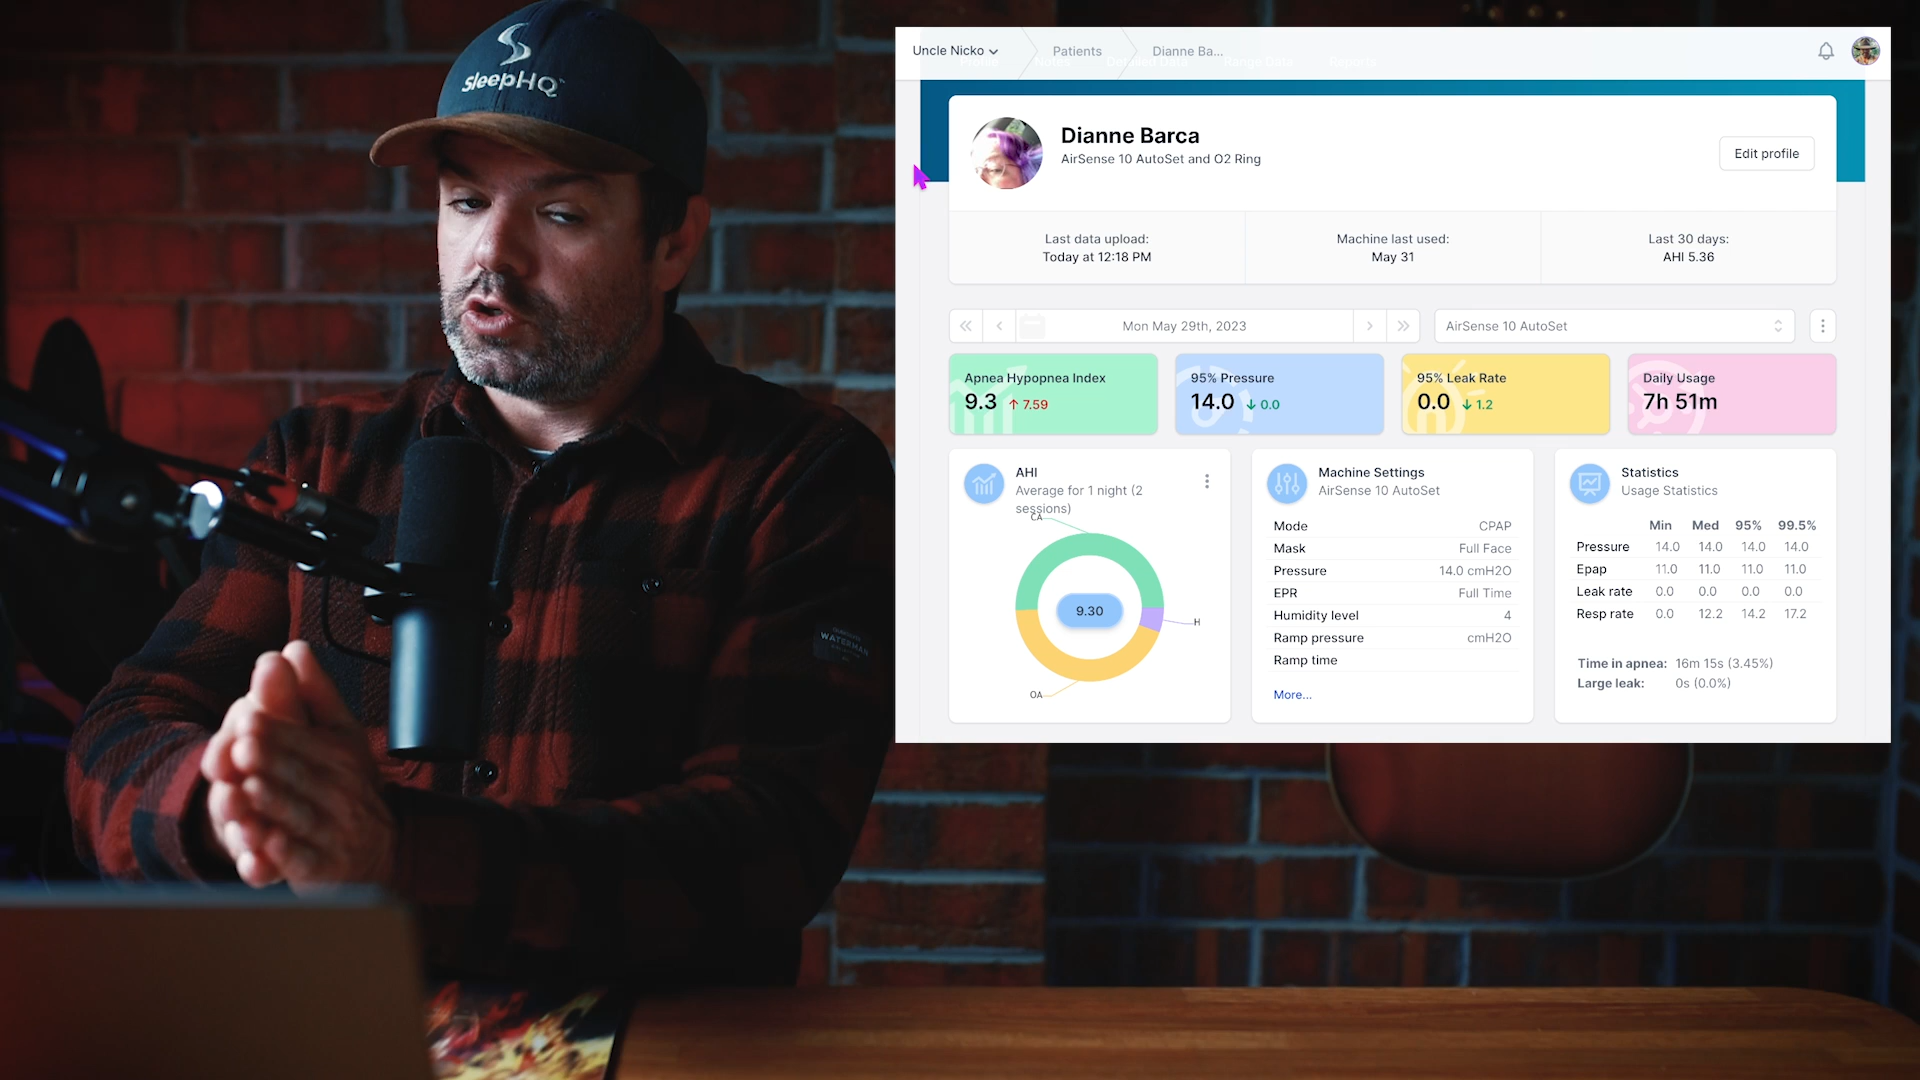 SleepHQ
WATERMAN
Uncle Nicko
Patients
Dianne Ba...
Profile
Notes
Detailed Data
Range Data
Reports
Dianne Barca
AirSense 10 AutoSet and O2 Ring
Edit profile
Last data upload:
Today at 12:18 PM
Machine last used:
May 31
Last 30 days:
AHI 5.36
Mon May 29th, 2023
AirSense 10 AutoSet
Apnea Hypopnea Index
9.3 ↑ 7.59
95% Pressure
14.0 ↓ 0.0
95% Leak Rate
0.0 ↓ 1.2
Daily Usage
7h 51m
AHI
Average for 1 night (2
sessions)
CA
9.30
H
OA
Machine Settings
AirSense 10 AutoSet
Mode CPAP
Mask Full Face
Pressure 14.0 cmH2O
EPR Full Time
Humidity level 4
Ramp pressure cmH2O
Ramp time
More...
Statistics
Usage Statistics
Min Med 95% 99.5%
Pressure 14.0 14.0 14.0 14.0
Epap 11.0 11.0 11.0 11.0
Leak rate 0.0 0.0 0.0 0.0
Resp rate 0.0 12.2 14.2 17.2
Time in apnea: 16m 15s (3.45%)
Large leak: 0s (0.0%)